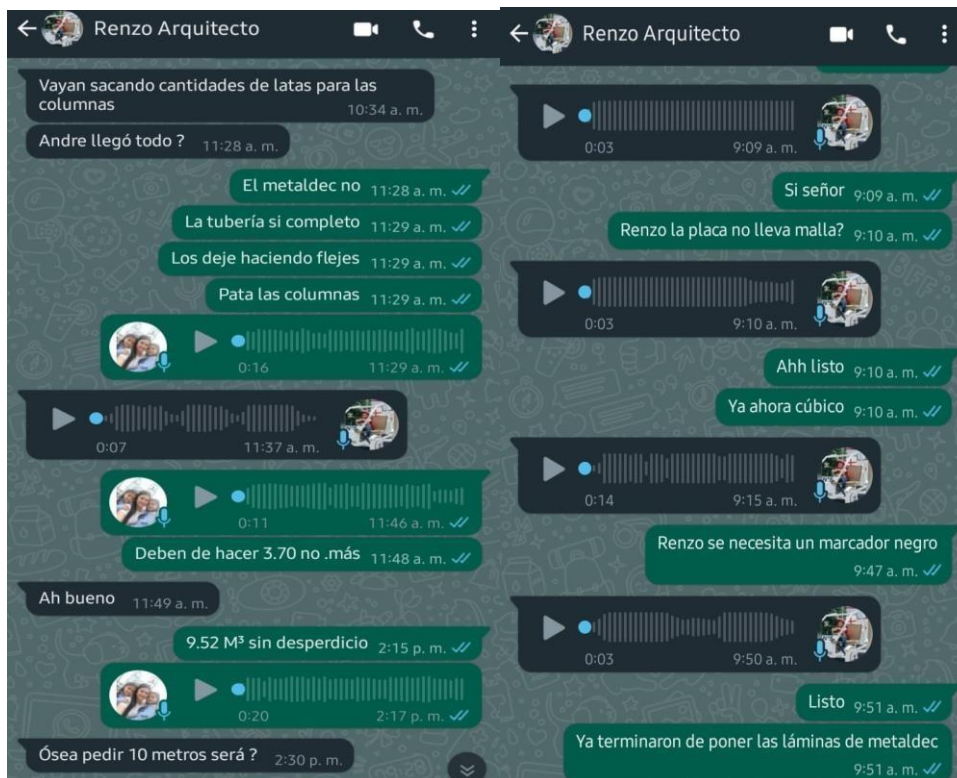 Renzo Arquitecto
Vayan sacando cantidades de latas para las
columnas
10:34 a. m.
Andre llegó todo ? 11:28 a. m.
El metaldec no 11:28 a. m.
La tubería si completo 11:29 a. m.
Los deje haciendo flejes 11:29 a. m.
Pata las columnas 11:29 a. m.
0:16 11:29 a. m.
0:07 11:37 a. m.
0:11 11:46 a. m.
Deben de hacer 3.70 no .más 11:48 a. m.
Ah bueno 11:49 a. m.
9.52 M³ sin desperdicio 2:15 p. m.
0:20 2:17 p. m.
Ósea pedir 10 metros será ? 2:30 p. m.
Renzo Arquitecto
0:03 9:09 a. m.
Si señor 9:09 a. m.
Renzo la placa no lleva malla? 9:10 a. m.
0:03 9:10 a. m.
Ahh listo 9:10 a. m.
Ya ahora cúbico 9:10 a. m.
0:14 9:15 a. m.
Renzo se necesita un marcador negro
9:47 a. m.
0:03 9:50 a. m.
Listo 9:51 a. m.
Ya terminaron de poner las láminas de metaldec
9:51 a. m.